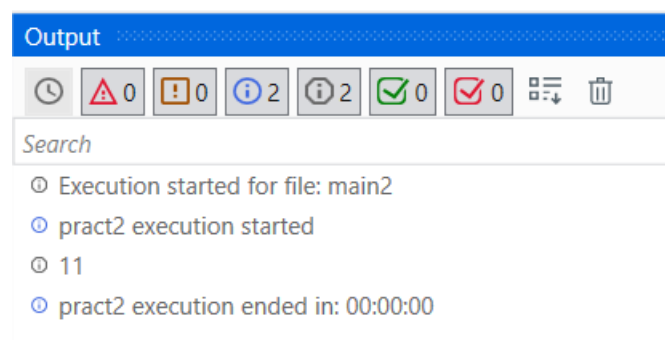 Output
0 0 2 2 0 0
Search
Execution started for file: main2
pract2 execution started
11
pract2 execution ended in: 00:00:00